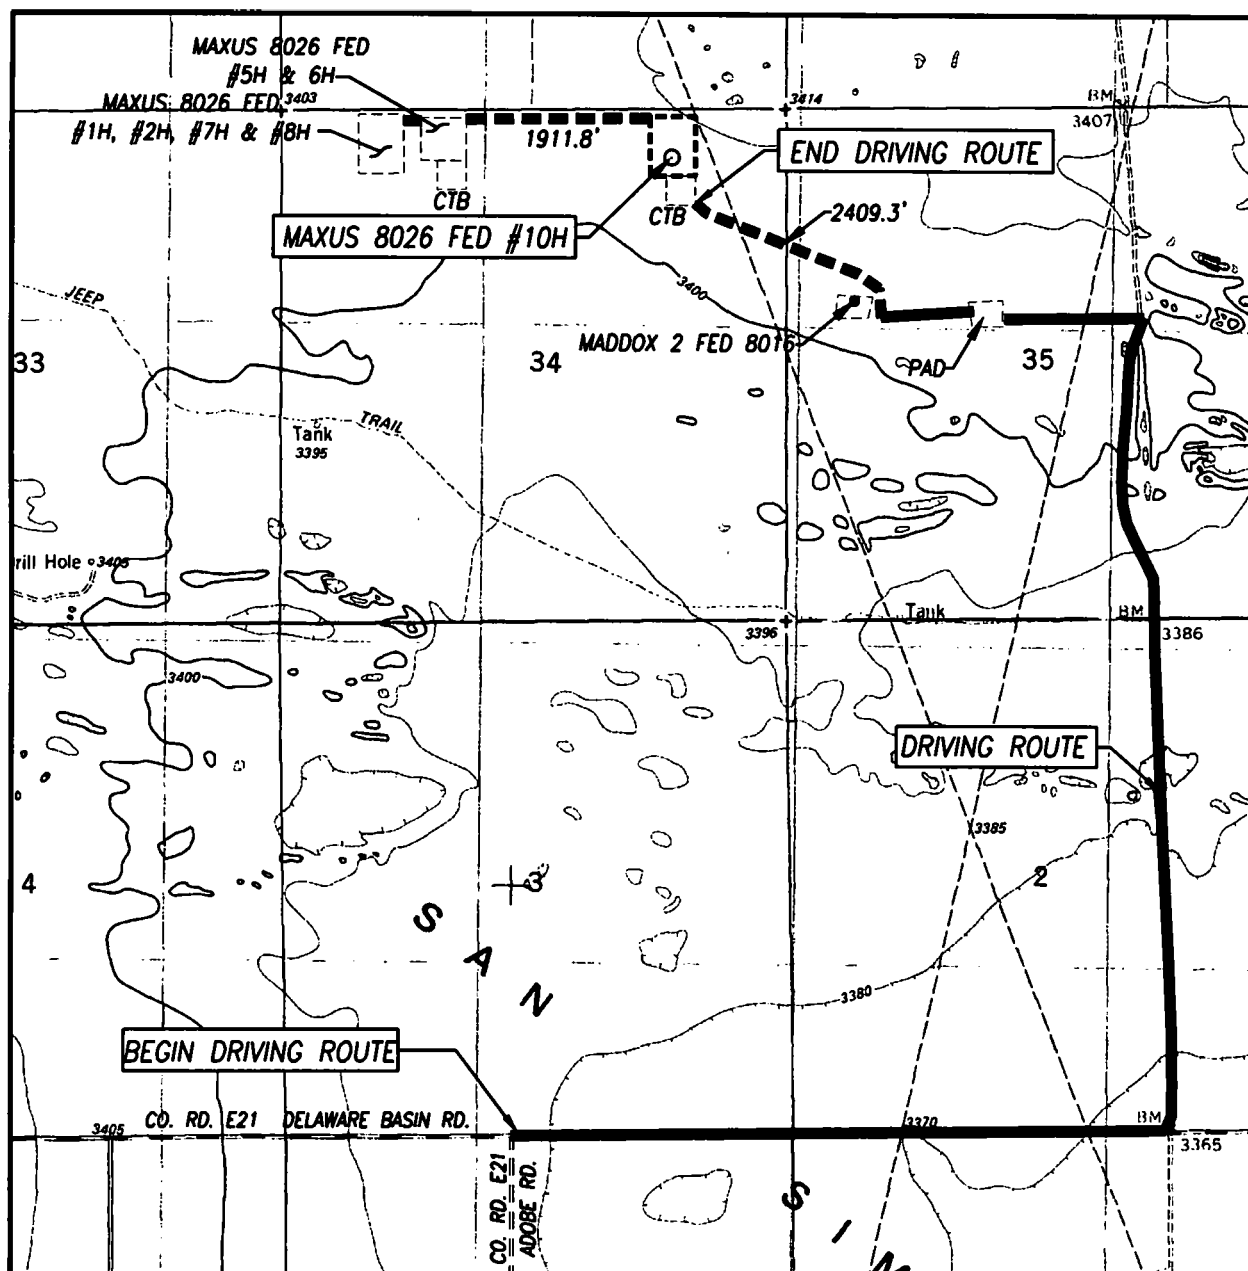 MAXUS 8026 FED
#5H & 6H
MAXUS 8026 FED
3403
#1H, #2H, #7H & #8H
1911.8'
3414
BM
3407
END DRIVING ROUTE
CTB
CTB
MAXUS 8026 FED #10H
2409.3'
JEEP
3400
33
34
MADDOX 2 FED 8016
PAD
35
TRAIL
Tank
3395
rill Hole
3405
Tank
BM
3396
3386
3400
DRIVING ROUTE
3385
4
3
2
S
A
N
3380
BEGIN DRIVING ROUTE
CO. RD. E21 DELAWARE BASIN RD.
3405
3370
BM
3365
CO. RD. E21
ADOBE RD.
S
I
M